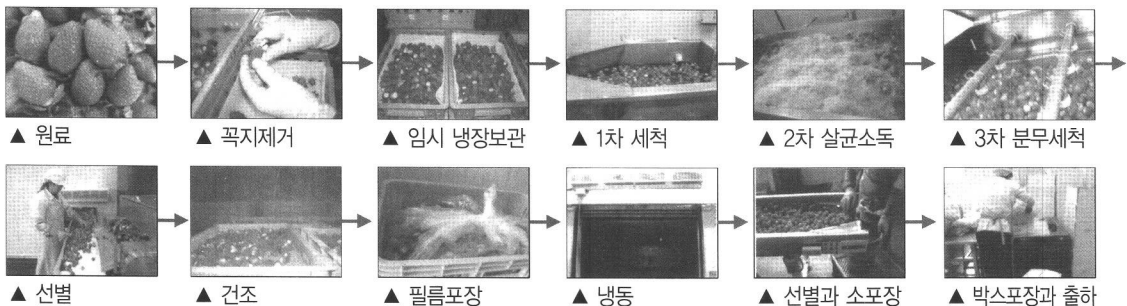 ▲ 원료
▲ 꼭지제거
▲ 임시 냉장보관
▲ 1차 세척
▲ 2차 살균소독
▲ 3차 분무세척
▲ 선별
▲ 건조
▲ 필름포장
▲ 냉동
▲ 선별과 소포장
▲ 박스포장과 출하